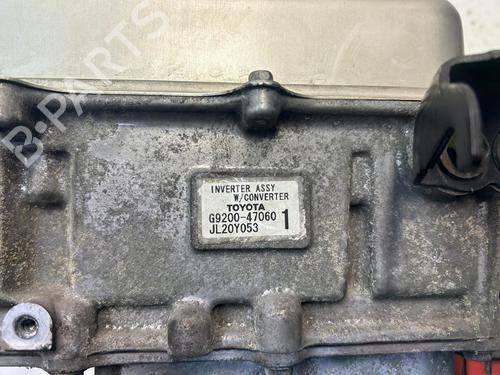 INVERTER ASSY
W/CONVERTER
TOYOTA
G9200-47060 1
JL20Y053
B-PARTS